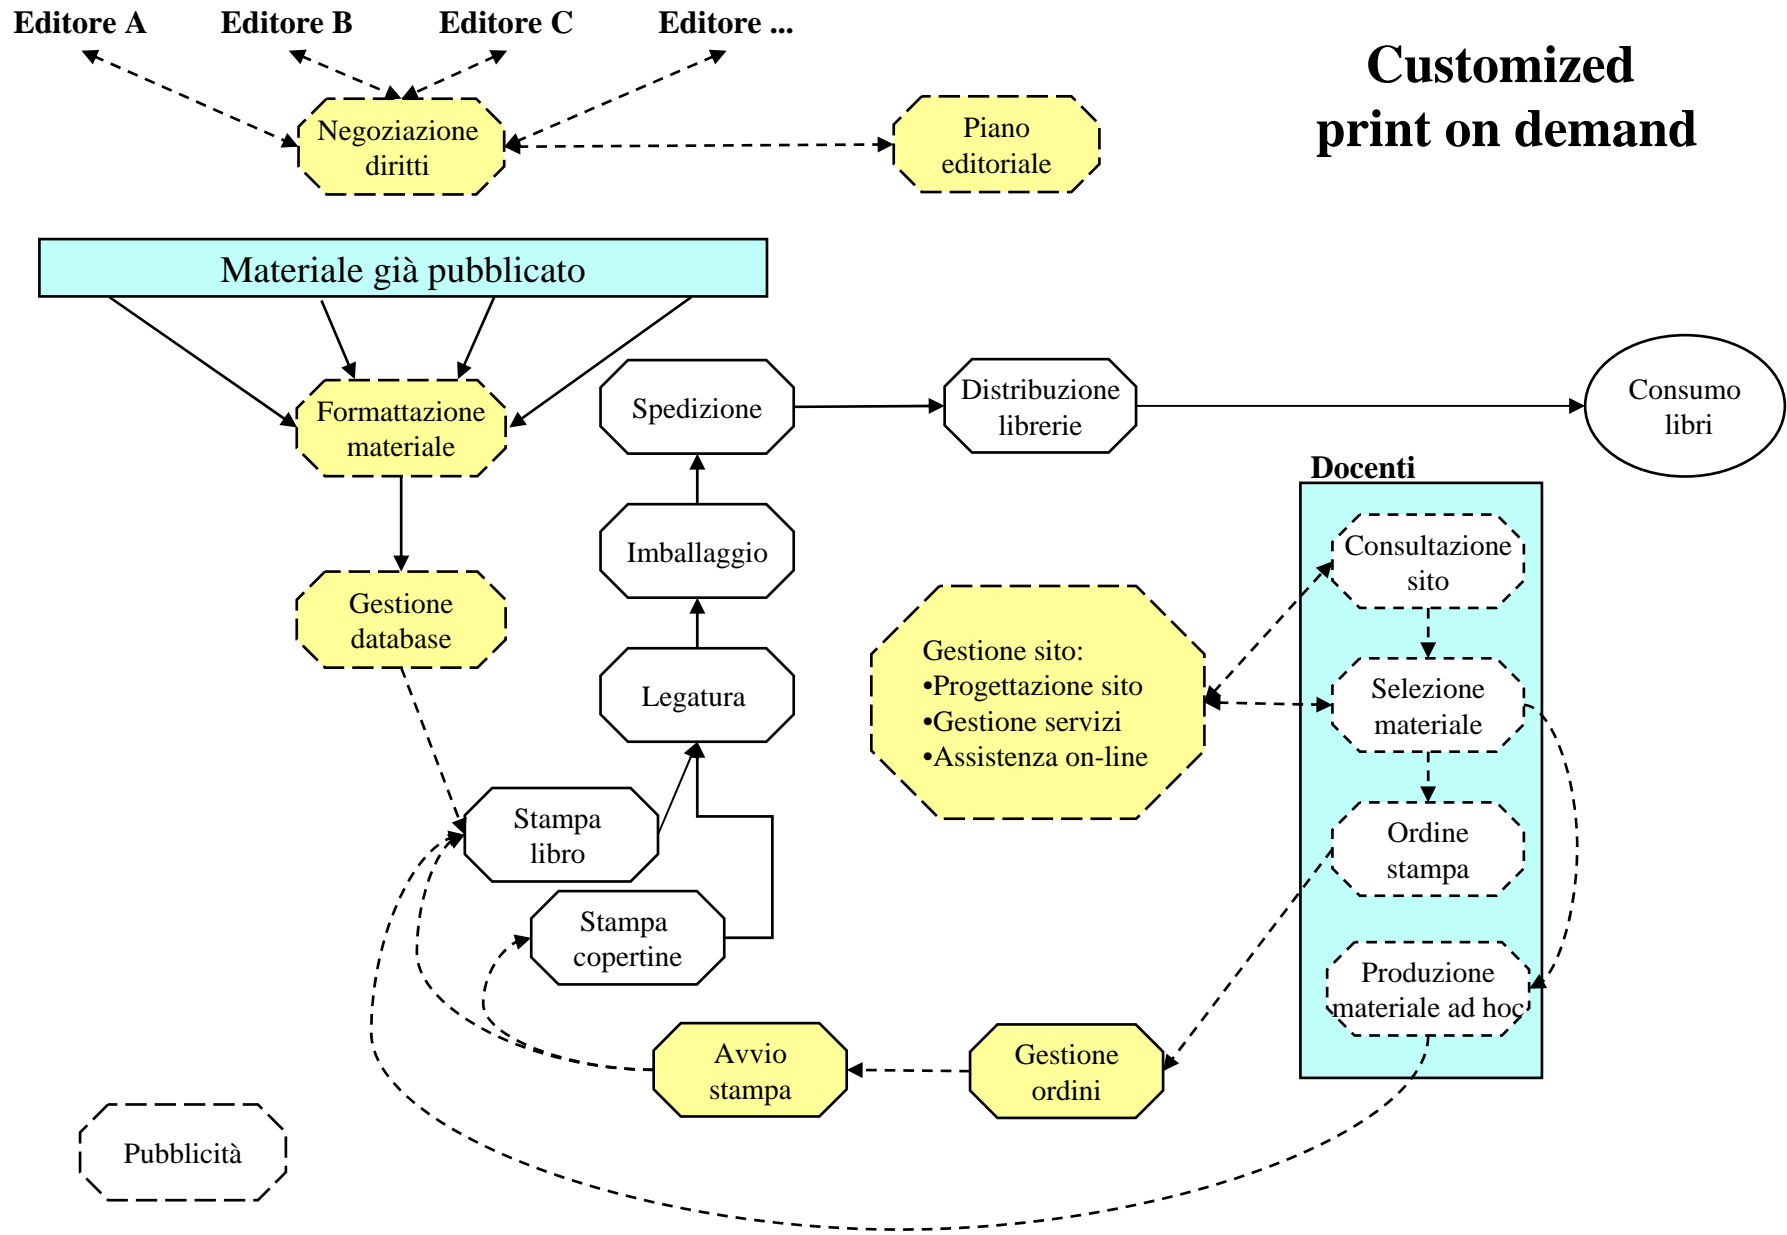 Editore A
Editore B
Editore C
Editore ...
Customized
print on demand
Negoziazione
diritti
Piano
editoriale
Materiale già pubblicato
Formattazione
materiale
Spedizione
Distribuzione
librerie
Consumo
libri
Docenti
Imballaggio
Consultazione
sito
Gestione
database
Gestione sito:
•Progettazione sito
•Gestione servizi
•Assistenza on-line
Legatura
Selezione
materiale
Stampa
libro
Ordine
stampa
Stampa
copertine
Produzione
materiale ad hoc
Avvio
stampa
Gestione
ordini
Pubblicità